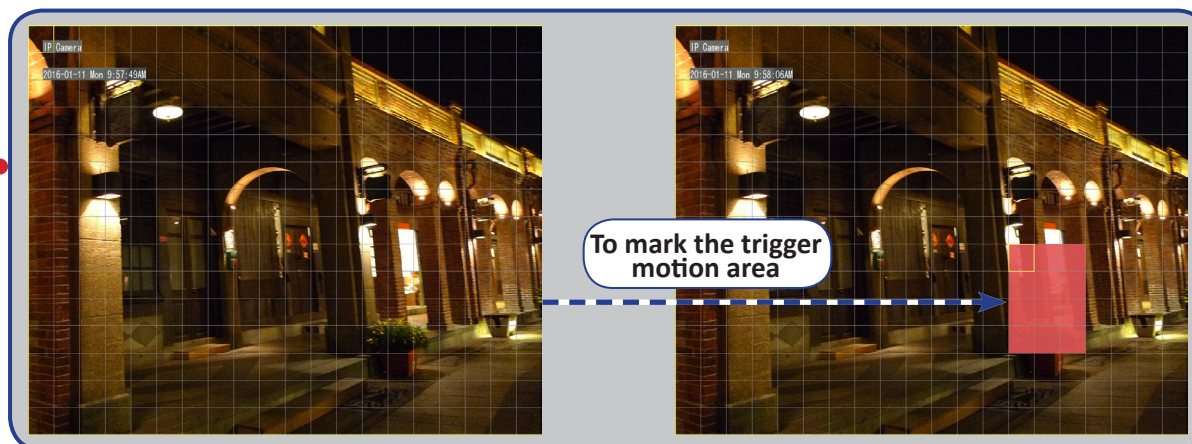 IP Camera
2016-01-11 Mon 9:57:49AM
IP Camera
2016-01-11 Mon 9:58:06AM
To mark the trigger
motion area